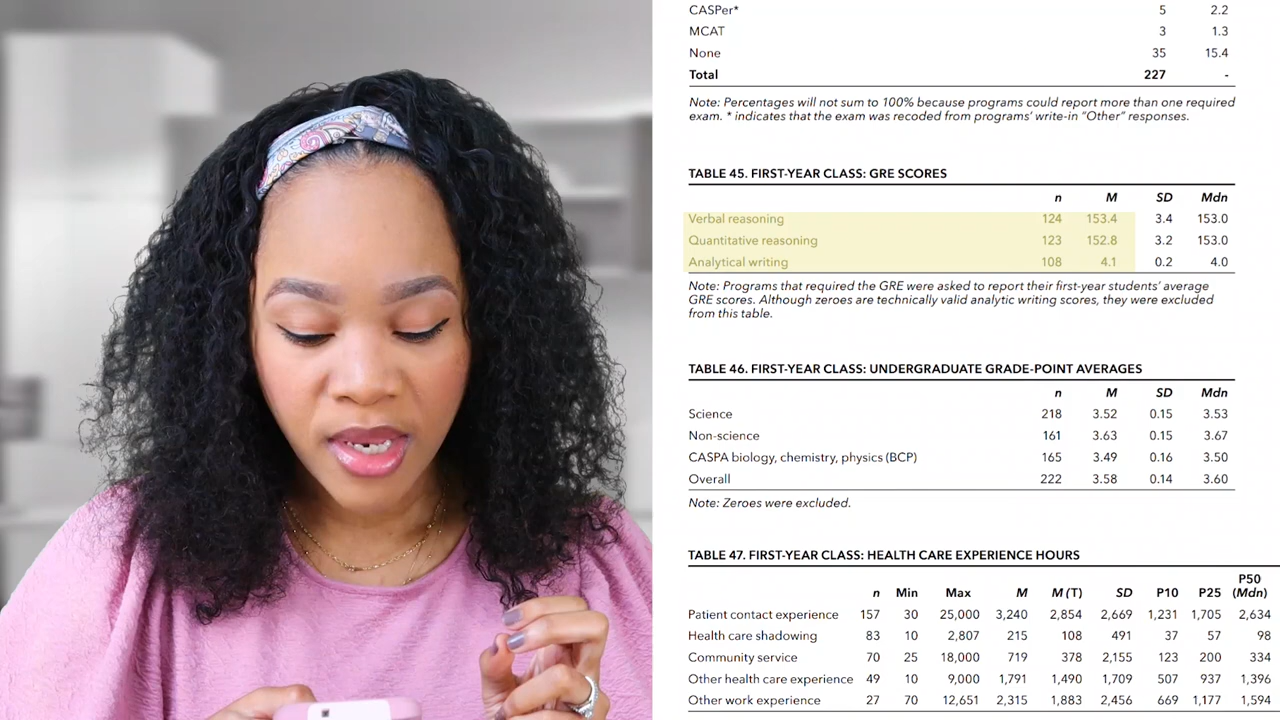 CASPer* 5 2.2
MCAT 3 1.3
None 35 15.4
Total 227 -
Note: Percentages will not sum to 100% because programs could report more than one required
exam. * indicates that the exam was recoded from programs' write-in "Other" responses.
TABLE 45. FIRST-YEAR CLASS: GRE SCORES
n M SD Mdn
Verbal reasoning 124 153.4 3.4 153.0
Quantitative reasoning 123 152.8 3.2 153.0
Analytical writing 108 4.1 0.2 4.0
Note: Programs that required the GRE were asked to report their first-year students' average
GRE scores. Although zeroes are technically valid analytic writing scores, they were excluded
from this table.
TABLE 46. FIRST-YEAR CLASS: UNDERGRADUATE GRADE-POINT AVERAGES
n M SD Mdn
Science 218 3.52 0.15 3.53
Non-science 161 3.63 0.15 3.67
CASPA biology, chemistry, physics (BCP) 165 3.49 0.16 3.50
Overall 222 3.58 0.14 3.60
Note: Zeroes were excluded.
TABLE 47. FIRST-YEAR CLASS: HEALTH CARE EXPERIENCE HOURS
n Min Max M M (T) SD P10 P25 P50 (Mdn)
Patient contact experience 157 30 25,000 3,240 2,854 2,669 1,231 1,705 2,634
Health care shadowing 83 10 2,807 215 108 491 37 57 98
Community service 70 25 18,000 719 378 2,155 123 200 334
Other health care experience 49 10 9,000 1,791 1,490 1,709 507 937 1,396
Other work experience 27 70 12,651 2,315 1,883 2,456 669 1,177 1,594